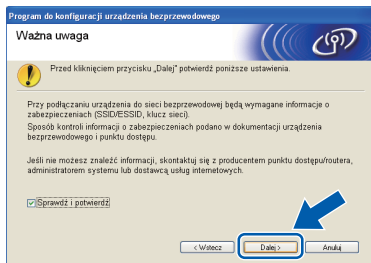 Program do konfiguracji urządzenia bezprzewodowego
Ważna uwaga
Przed kliknięciem przycisku „Dalej" potwierdź poniższe ustawienia.
Przy podłączaniu urządzenia do sieci bezprzewodowej będą wymagane informacje o
zabezpieczeniach (SSID/ESSID, klucz sieci).
Sposób kontroli informacji o zabezpieczeniach podano w dokumentacji urządzenia
bezprzewodowego i punktu dostępu.
Jeśli nie możesz znaleźć informacji, skontaktuj się z producentem punktu dostępu/routera,
administratorem systemu lub dostawcą usług internetowych.
Sprawdź i potwierdź
< Wstecz Dalej > Anuluj